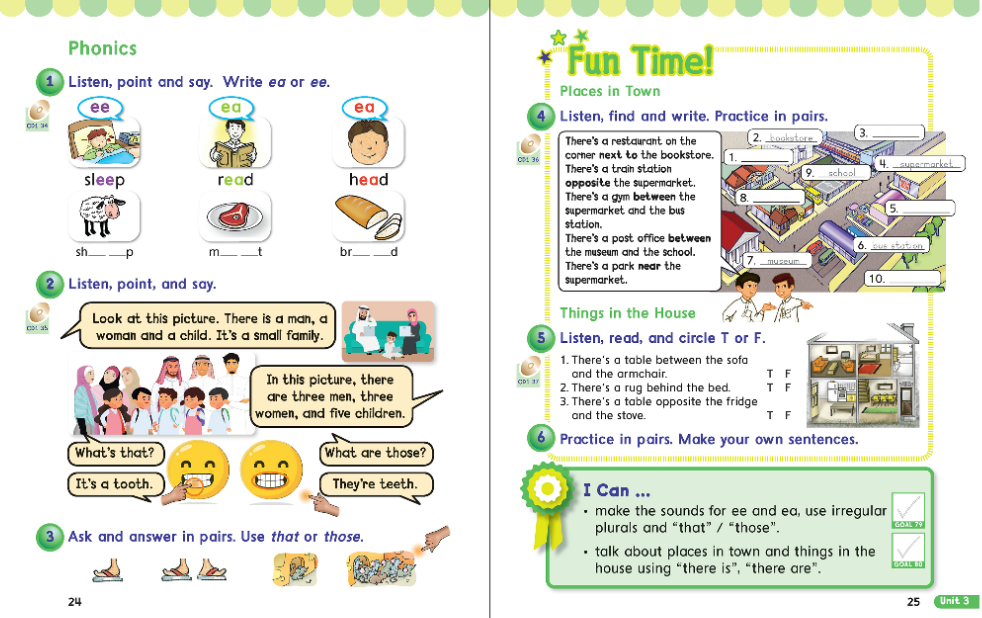 Phonics
1 Listen, point and say. Write ea or ee.
CD1 34
ee
ea
ea
sleep
read
head
sh__ __p
m__ __t
br__ __d
2 Listen, point, and say.
CD1 35
Look at this picture. There is a man, a
woman and a child. It's a small family.
In this picture, there
are three men, three
women, and five children.
What's that?
It's a tooth.
What are those?
They're teeth.
3 Ask and answer in pairs. Use that or those.
24
Fun Time!
Places in Town
4 Listen, find and write. Practice in pairs.
CD1 36
There's a restaurant on the
corner next to the bookstore.
There's a train station
opposite the supermarket.
There's a gym between the
supermarket and the bus
station.
There's a post office between
the museum and the school.
There's a park near the
supermarket.
1. ________
2. bookstore
3. ________
4. supermarket
5. ________
6. bus station
7. museum
8. ________
9. school
10. ________
Things in the House
5 Listen, read, and circle T or F.
CD1 37
1. There's a table between the sofa
and the armchair. T F
2. There's a rug behind the bed. T F
3. There's a table opposite the fridge
and the stove. T F
6 Practice in pairs. Make your own sentences.
I Can ...
• make the sounds for ee and ea, use irregular
plurals and "that" / "those".
GOAL 79
• talk about places in town and things in the
house using "there is", "there are".
GOAL 80
25 Unit 3